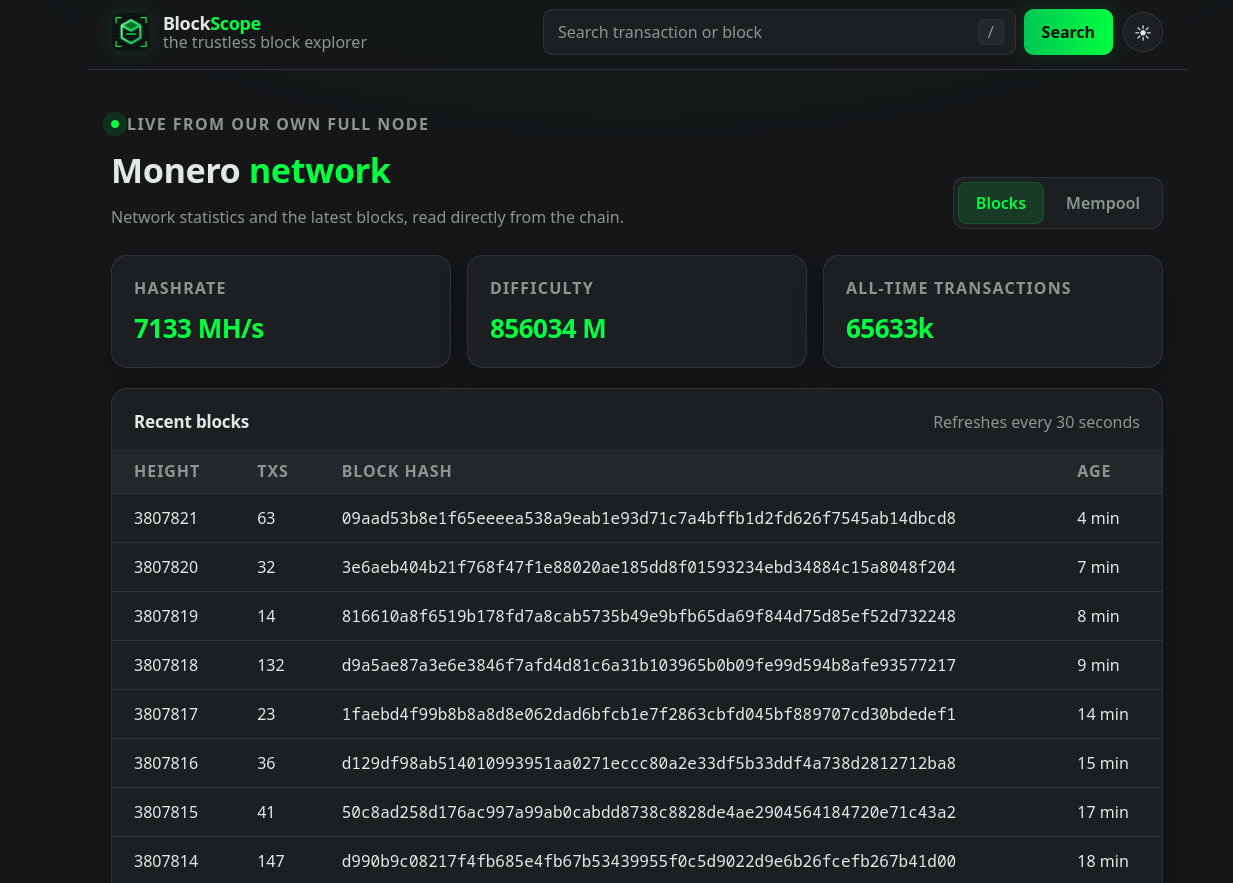 BlockScope
the trustless block explorer
Search transaction or block /
Search
LIVE FROM OUR OWN FULL NODE
Monero network
Network statistics and the latest blocks, read directly from the chain.
Blocks Mempool
HASHRATE
7133 MH/s
DIFFICULTY
856034 M
ALL-TIME TRANSACTIONS
65633k
Recent blocks Refreshes every 30 seconds
HEIGHT TXS BLOCK HASH AGE
3807821 63 09aad53b8e1f65eeeea538a9eab1e93d71c7a4bffb1d2fd626f7545ab14dbcd8 4 min
3807820 32 3e6aeb404b21f768f47f1e88020ae185dd8f01593234ebd34884c15a8048f204 7 min
3807819 14 816610a8f6519b178fd7a8cab5735b49e9bfb65da69f844d75d85ef52d732248 8 min
3807818 132 d9a5ae87a3e6e3846f7afd4d81c6a31b103965b0b09fe99d594b8afe93577217 9 min
3807817 23 1faebd4f99b8b8a8d8e062dad6bfcb1e7f2863cbfd045bf889707cd30bdedef1 14 min
3807816 36 d129df98ab514010993951aa0271eccc80a2e33df5b33ddf4a738d2812712ba8 15 min
3807815 41 50c8ad258d176ac997a99ab0cabdd8738c8828de4ae2904564184720e71c43a2 17 min
3807814 147 d990b9c08217f4fb685e4fb67b53439955f0c5d9022d9e6b26fcefb267b41d00 18 min